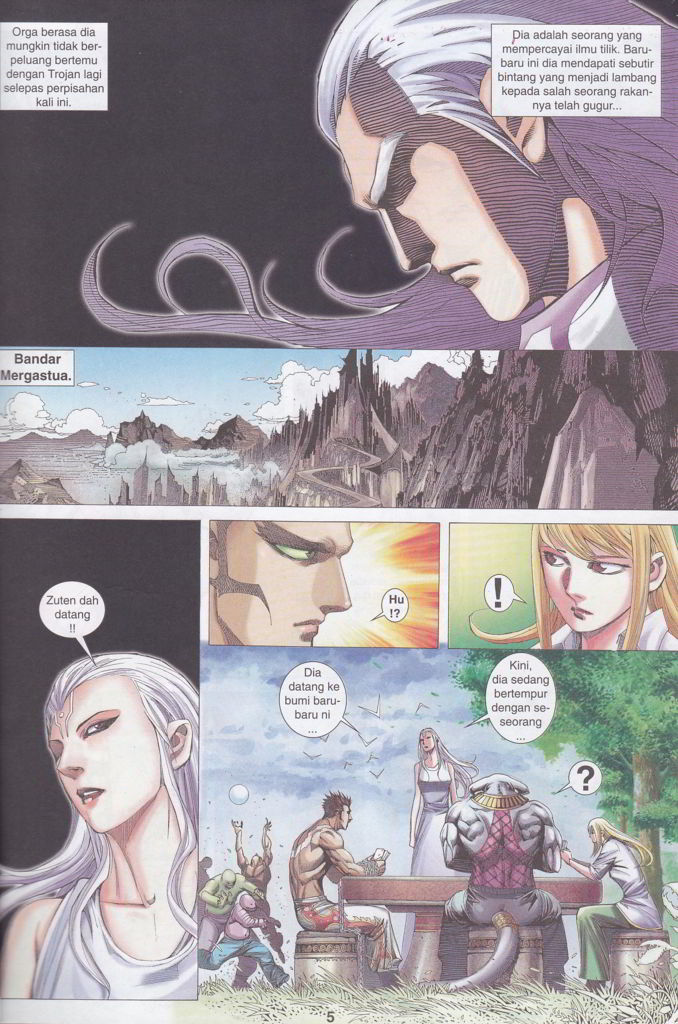 Orga berasa dia
mungkin tidak ber-
peluang bertemu
dengan Trojan lagi
selepas perpisahan
kali ini.
Dia adalah seorang yang
mempercayai ilmu tilik. Baru-
baru ini dia mendapati sebutir
bintang yang menjadi lambang
kepada salah seorang rakan-
nya telah gugur...
Bandar
Mergastua.
Zuten dah
datang
!!
Hu
!?
!
Dia
datang ke
bumi baru-
baru ni
...
Kini,
dia sedang
bertempur
dengan se-
seorang
...
?
5